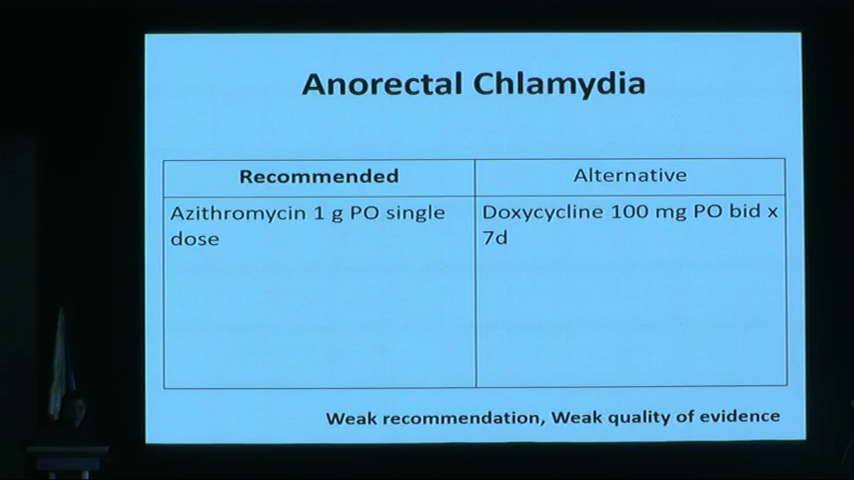 Anorectal Chlamydia
Recommended
Alternative
Azithromycin 1 g PO single
dose
Doxycycline 100 mg PO bid x
7d
Weak recommendation, Weak quality of evidence